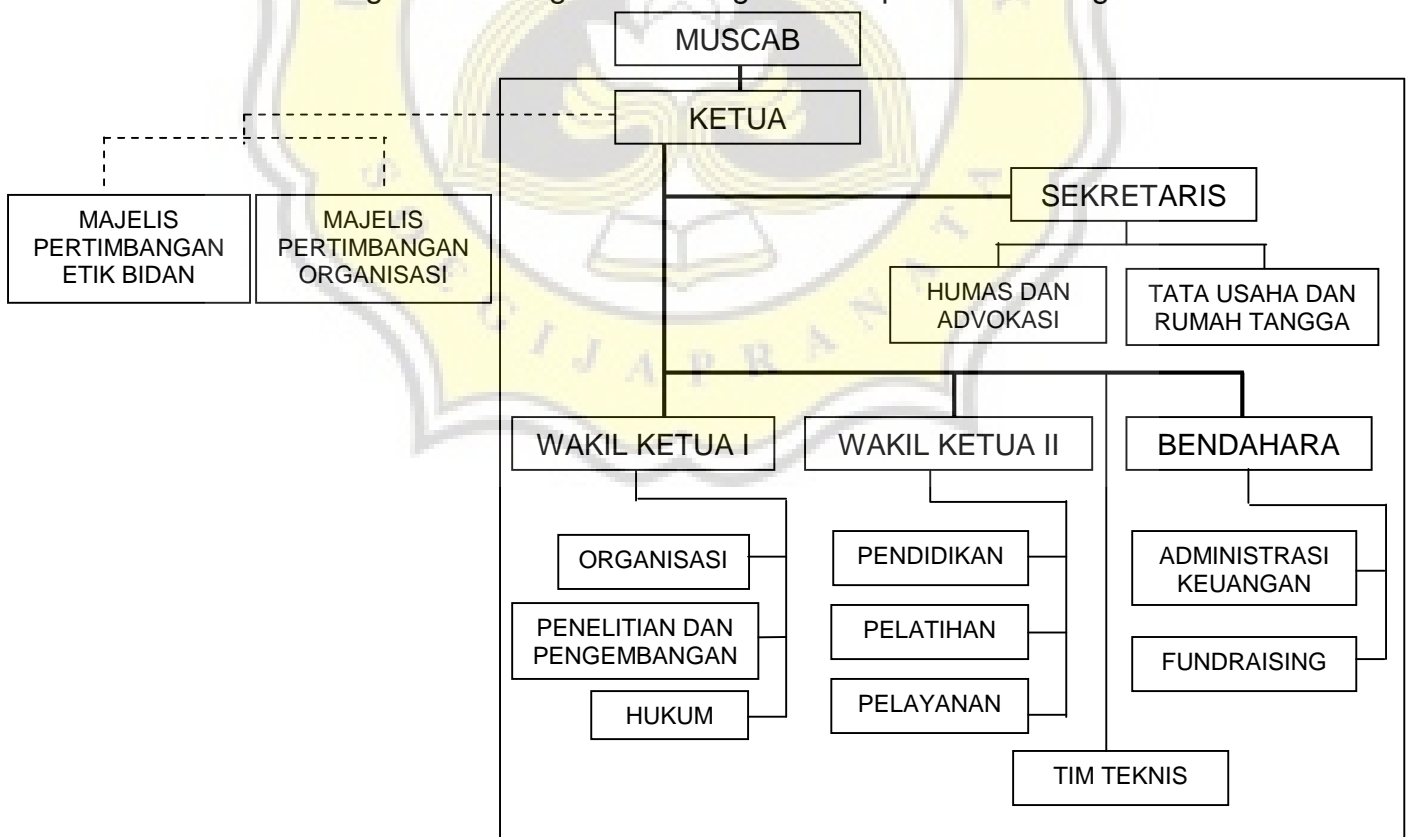 MUSCAB
KETUA
SEKRETARIS
MAJELIS
PERTIMBANGAN
ETIK BIDAN
MAJELIS
PERTIMBANGAN
ORGANISASI
HUMAS DAN
ADVOKASI
TATA USAHA DAN
RUMAH TANGGA
SOEGIJAPRANATA
WAKIL KETUA I
WAKIL KETUA II
BENDAHARA
ORGANISASI
PENELITIAN DAN
PENGEMBANGAN
HUKUM
PENDIDIKAN
PELATIHAN
PELAYANAN
ADMINISTRASI
KEUANGAN
FUNDRAISING
TIM TEKNIS